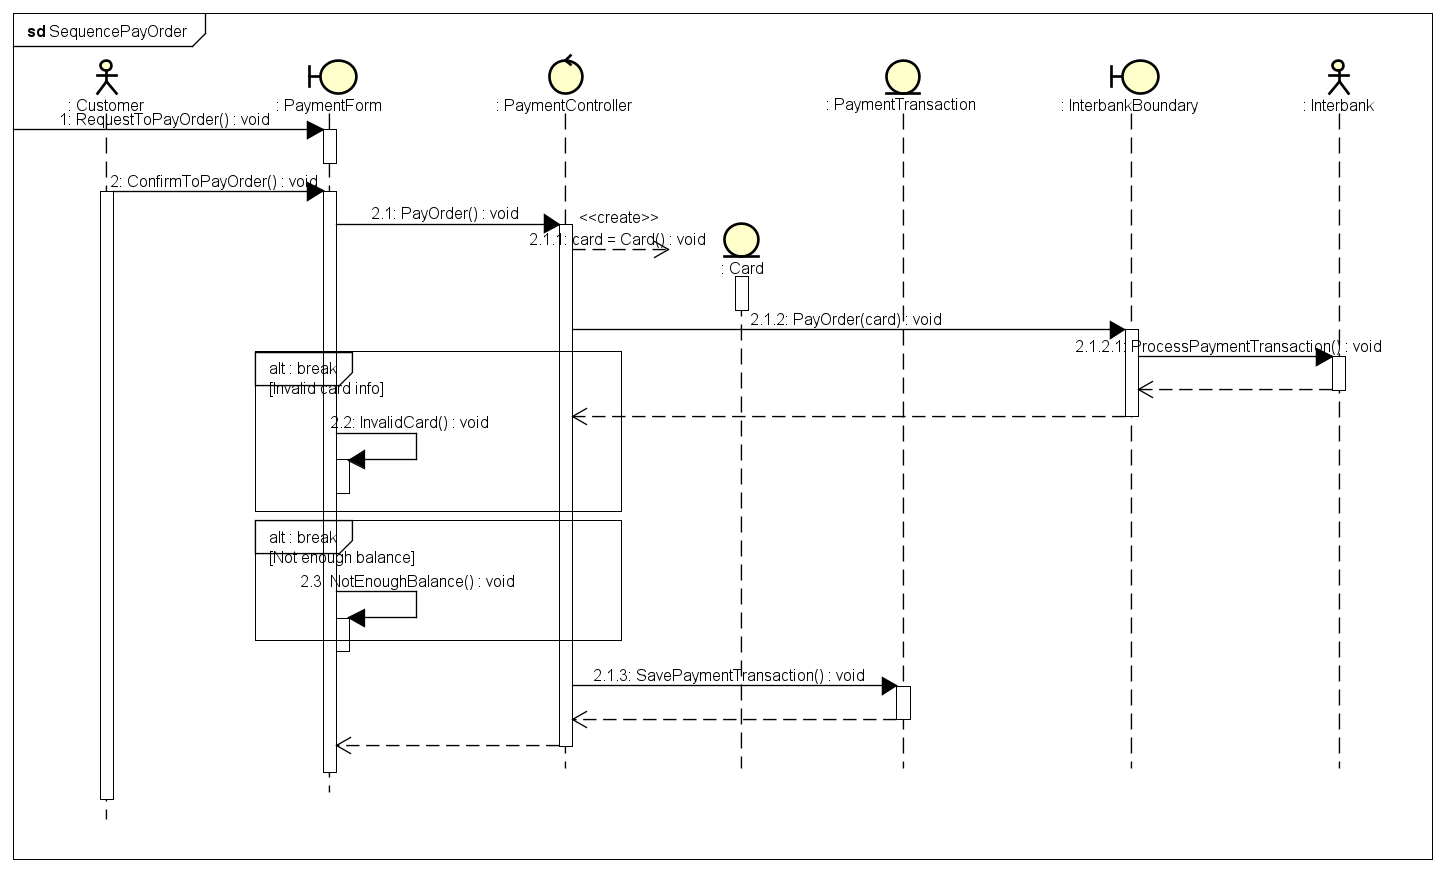 sd SequencePayOrder
: Customer
: PaymentForm
: PaymentController
: PaymentTransaction
: InterbankBoundary
: Interbank
1: RequestToPayOrder() : void
2: ConfirmToPayOrder() : void
2.1: PayOrder() : void
<<create>>
2.1.1: card = Card() : void
: Card
2.1.2: PayOrder(card) : void
2.1.2.1: ProcessPaymentTransaction() : void
alt : break
[Invalid card info]
2.2: InvalidCard() : void
alt : break
[Not enough balance]
2.3: NotEnoughBalance() : void
2.1.3: SavePaymentTransaction() : void